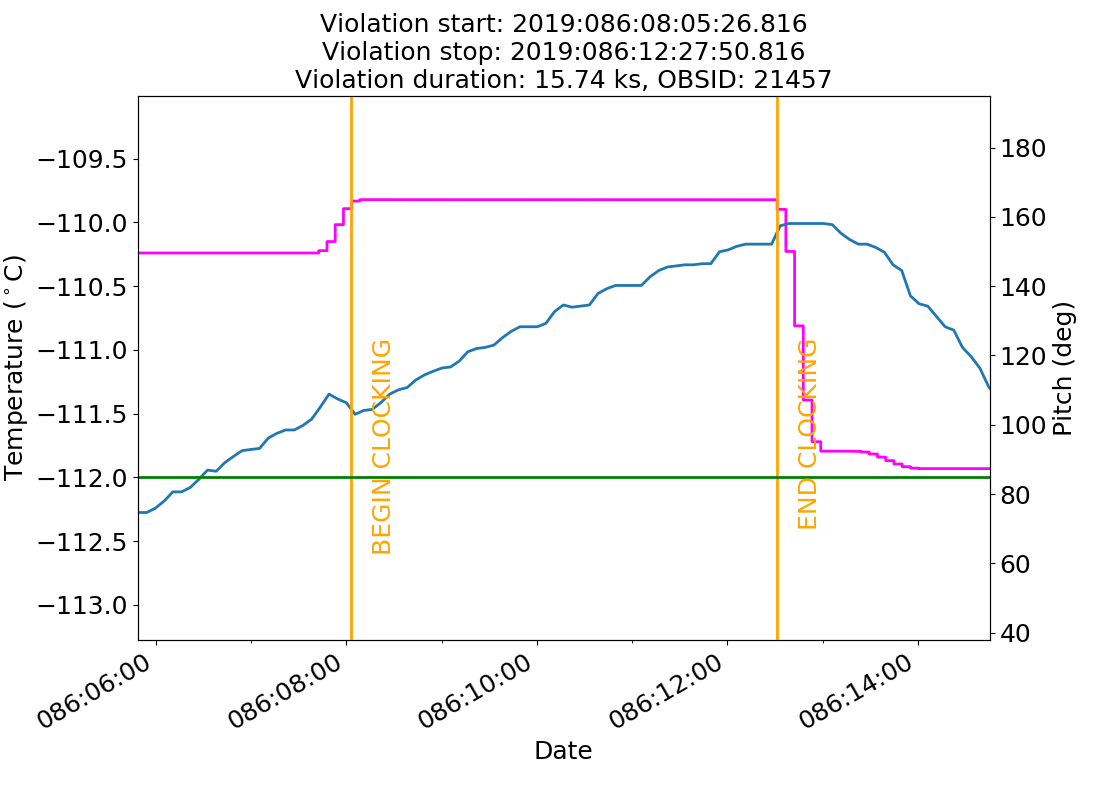 Violation start: 2019:086:08:05:26.816
Violation stop: 2019:086:12:27:50.816
Violation duration: 15.74 ks, OBSID: 21457
−109.5
−110.0
−110.5
−111.0
−111.5
−112.0
−112.5
−113.0
Temperature (°C)
BEGIN CLOCKING
END CLOCKING
180
160
140
120
100
80
60
40
Pitch (deg)
086:06:00
086:08:00
086:10:00
086:12:00
086:14:00
Date